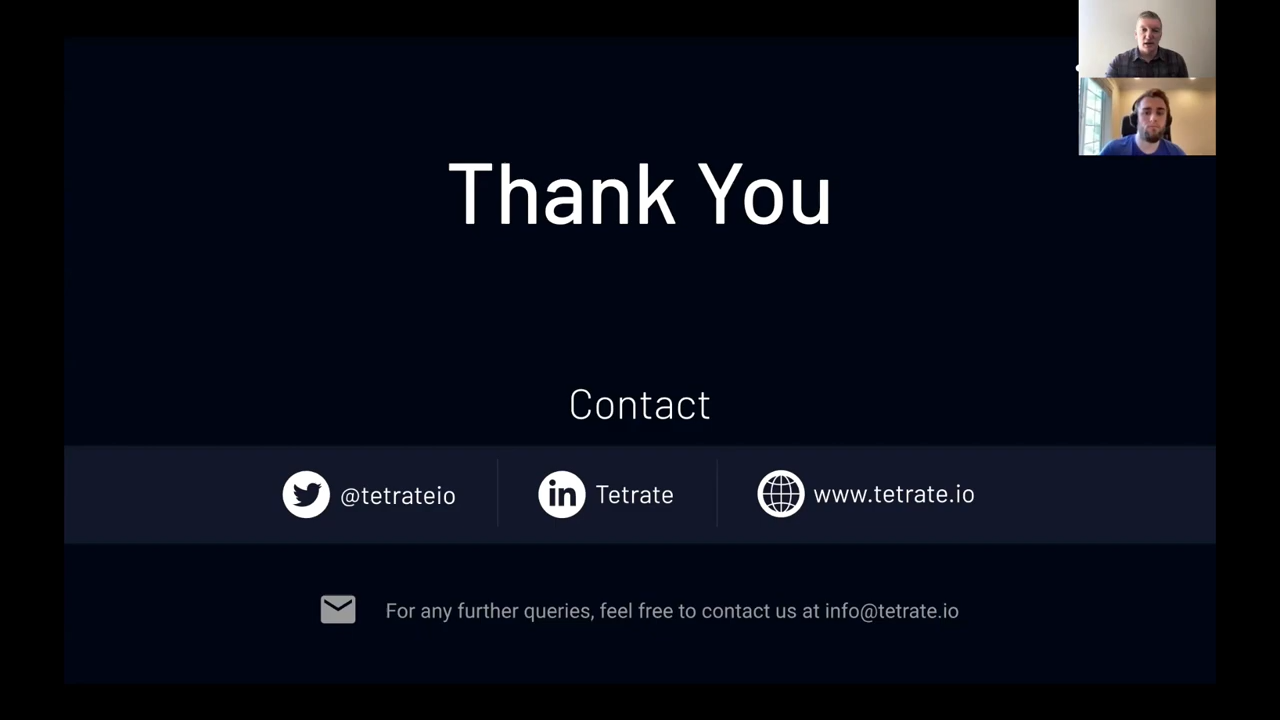 Thank You
Contact
@tetrateio
in Tetrate
www.tetrate.io
For any further queries, feel free to contact us at info@tetrate.io